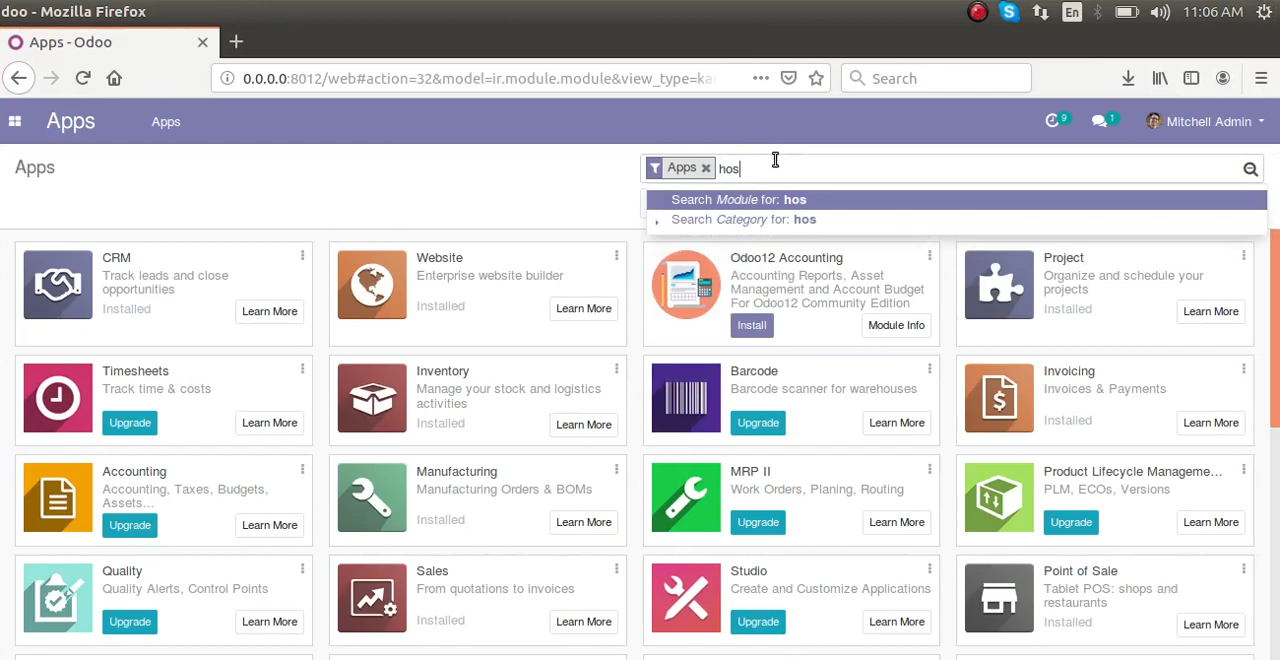 doo - Mozilla Firefox
En
11:06 AM
Apps - Odoo
0.0.0.0:8012/web#action=32&model=ir.module.module&view_type=ka
Search
Apps
Apps
9
1
Mitchell Admin
Apps
Apps
hos
Search Module for: hos
Search Category for: hos
CRM
Track leads and close
opportunities
Installed
Learn More
Website
Enterprise website builder
Installed
Learn More
Odoo12 Accounting
Accounting Reports, Asset
Management and Account Budget
For Odoo12 Community Edition
Install
Module Info
Project
Organize and schedule your
projects
Installed
Learn More
Timesheets
Track time & costs
Upgrade
Learn More
Inventory
Manage your stock and logistics
activities
Installed
Learn More
Barcode
Barcode scanner for warehouses
Upgrade
Learn More
Invoicing
Invoices & Payments
Installed
Learn More
Accounting
Accounting, Taxes, Budgets,
Assets...
Upgrade
Learn More
Manufacturing
Manufacturing Orders & BOMs
Installed
Learn More
MRP II
Work Orders, Planing, Routing
Upgrade
Learn More
Product Lifecycle Manageme...
PLM, ECOs, Versions
Upgrade
Learn More
Quality
Quality Alerts, Control Points
Upgrade
Learn More
Sales
From quotations to invoices
Installed
Learn More
Studio
Create and Customize Applications
Upgrade
Learn More
Point of Sale
Tablet POS: shops and
restaurants
Installed
Learn More